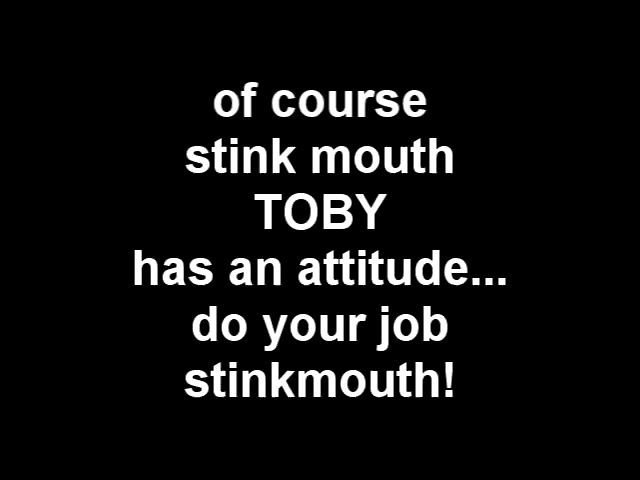 of course
stink mouth
TOBY
has an attitude...
do your job
stinkmouth!